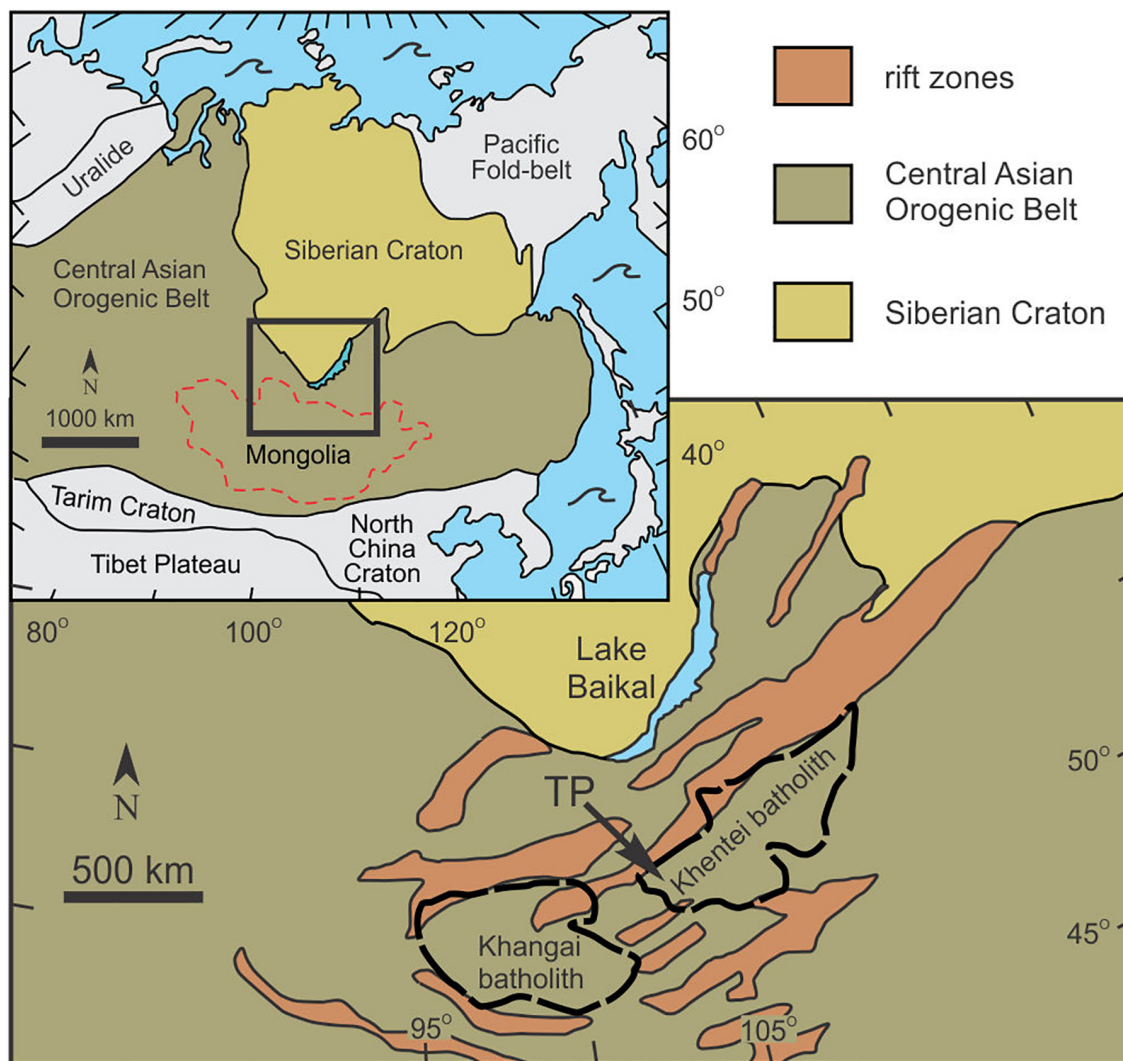 Uralide
Pacific
Fold-belt
Siberian Craton
Central Asian
Orogenic Belt
N
1000 km
Mongolia
Tarim Craton
Tibet Plateau
North
China
Craton
60°
50°
40°
80°
100°
120°
rift zones
Central Asian
Orogenic Belt
Siberian Craton
Lake
Baikal
N
500 km
TP
Khentei batholith
Khangai
batholith
50°
45°
95°
105°